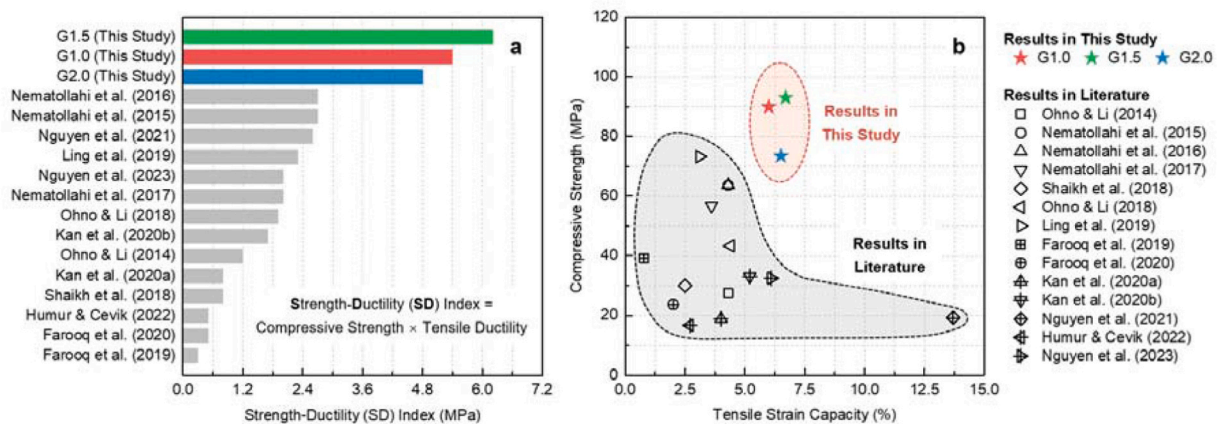 G1.5 (This Study)
G1.0 (This Study)
G2.0 (This Study)
Nematollahi et al. (2016)
Nematollahi et al. (2015)
Nguyen et al. (2021)
Ling et al. (2019)
Nguyen et al. (2023)
Nematollahi et al. (2017)
Ohno & Li (2018)
Kan et al. (2020b)
Ohno & Li (2014)
Kan et al. (2020a)
Shaikh et al. (2018)
Humur & Cevik (2022)
Farooq et al. (2020)
Farooq et al. (2019)
a
Strength-Ductility (SD) Index =
Compressive Strength × Tensile Ductility
0.0 1.2 2.4 3.6 4.8 6.0 7.2
Strength-Ductility (SD) Index (MPa)
b
120
100
80
60
40
20
0
Compressive Strength (MPa)
Results in
This Study
Results in
Literature
0.0 2.5 5.0 7.5 10.0 12.5 15.0
Tensile Strain Capacity (%)
Results in This Study
G1.0 G1.5 G2.0
Results in Literature
Ohno & Li (2014)
Nematollahi et al. (2015)
Nematollahi et al. (2016)
Nematollahi et al. (2017)
Shaikh et al. (2018)
Ohno & Li (2018)
Ling et al. (2019)
Farooq et al. (2019)
Farooq et al. (2020)
Kan et al. (2020a)
Kan et al. (2020b)
Nguyen et al. (2021)
Humur & Cevik (2022)
Nguyen et al. (2023)